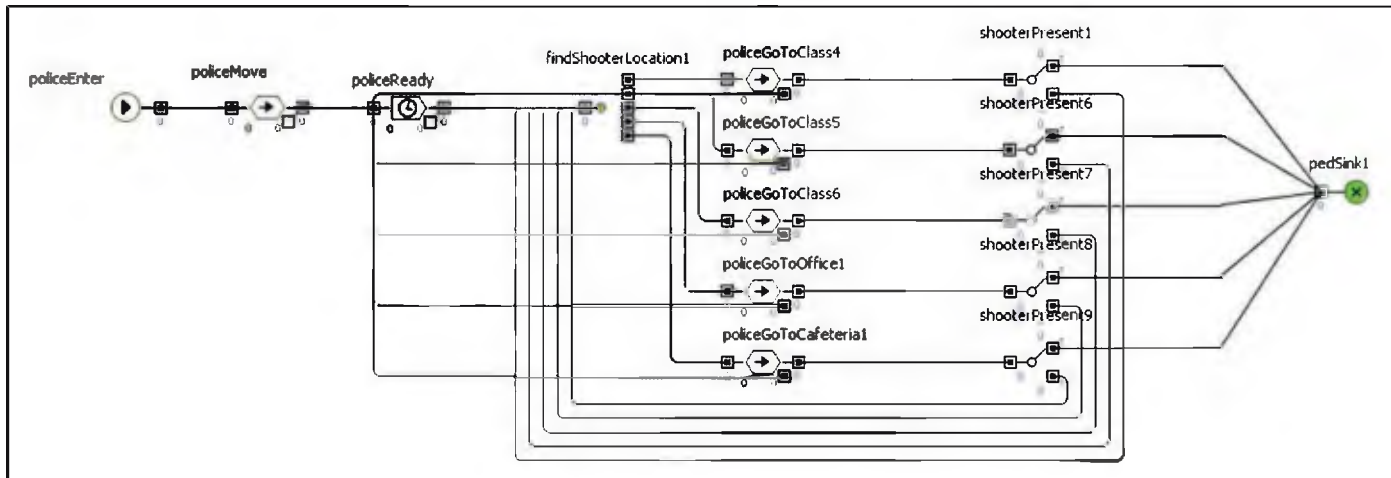 shooterPresent1
policeGoToClass4
findShooterLocation1
policeMove
policeEnter
policeReady
shooterPresent6
policeGoToClass5
pedSink1
shooterPresent7
policeGoToClass6
shooterPresent8
policeGoToOffice1
shooterPresent9
policeGoToCafeteria1